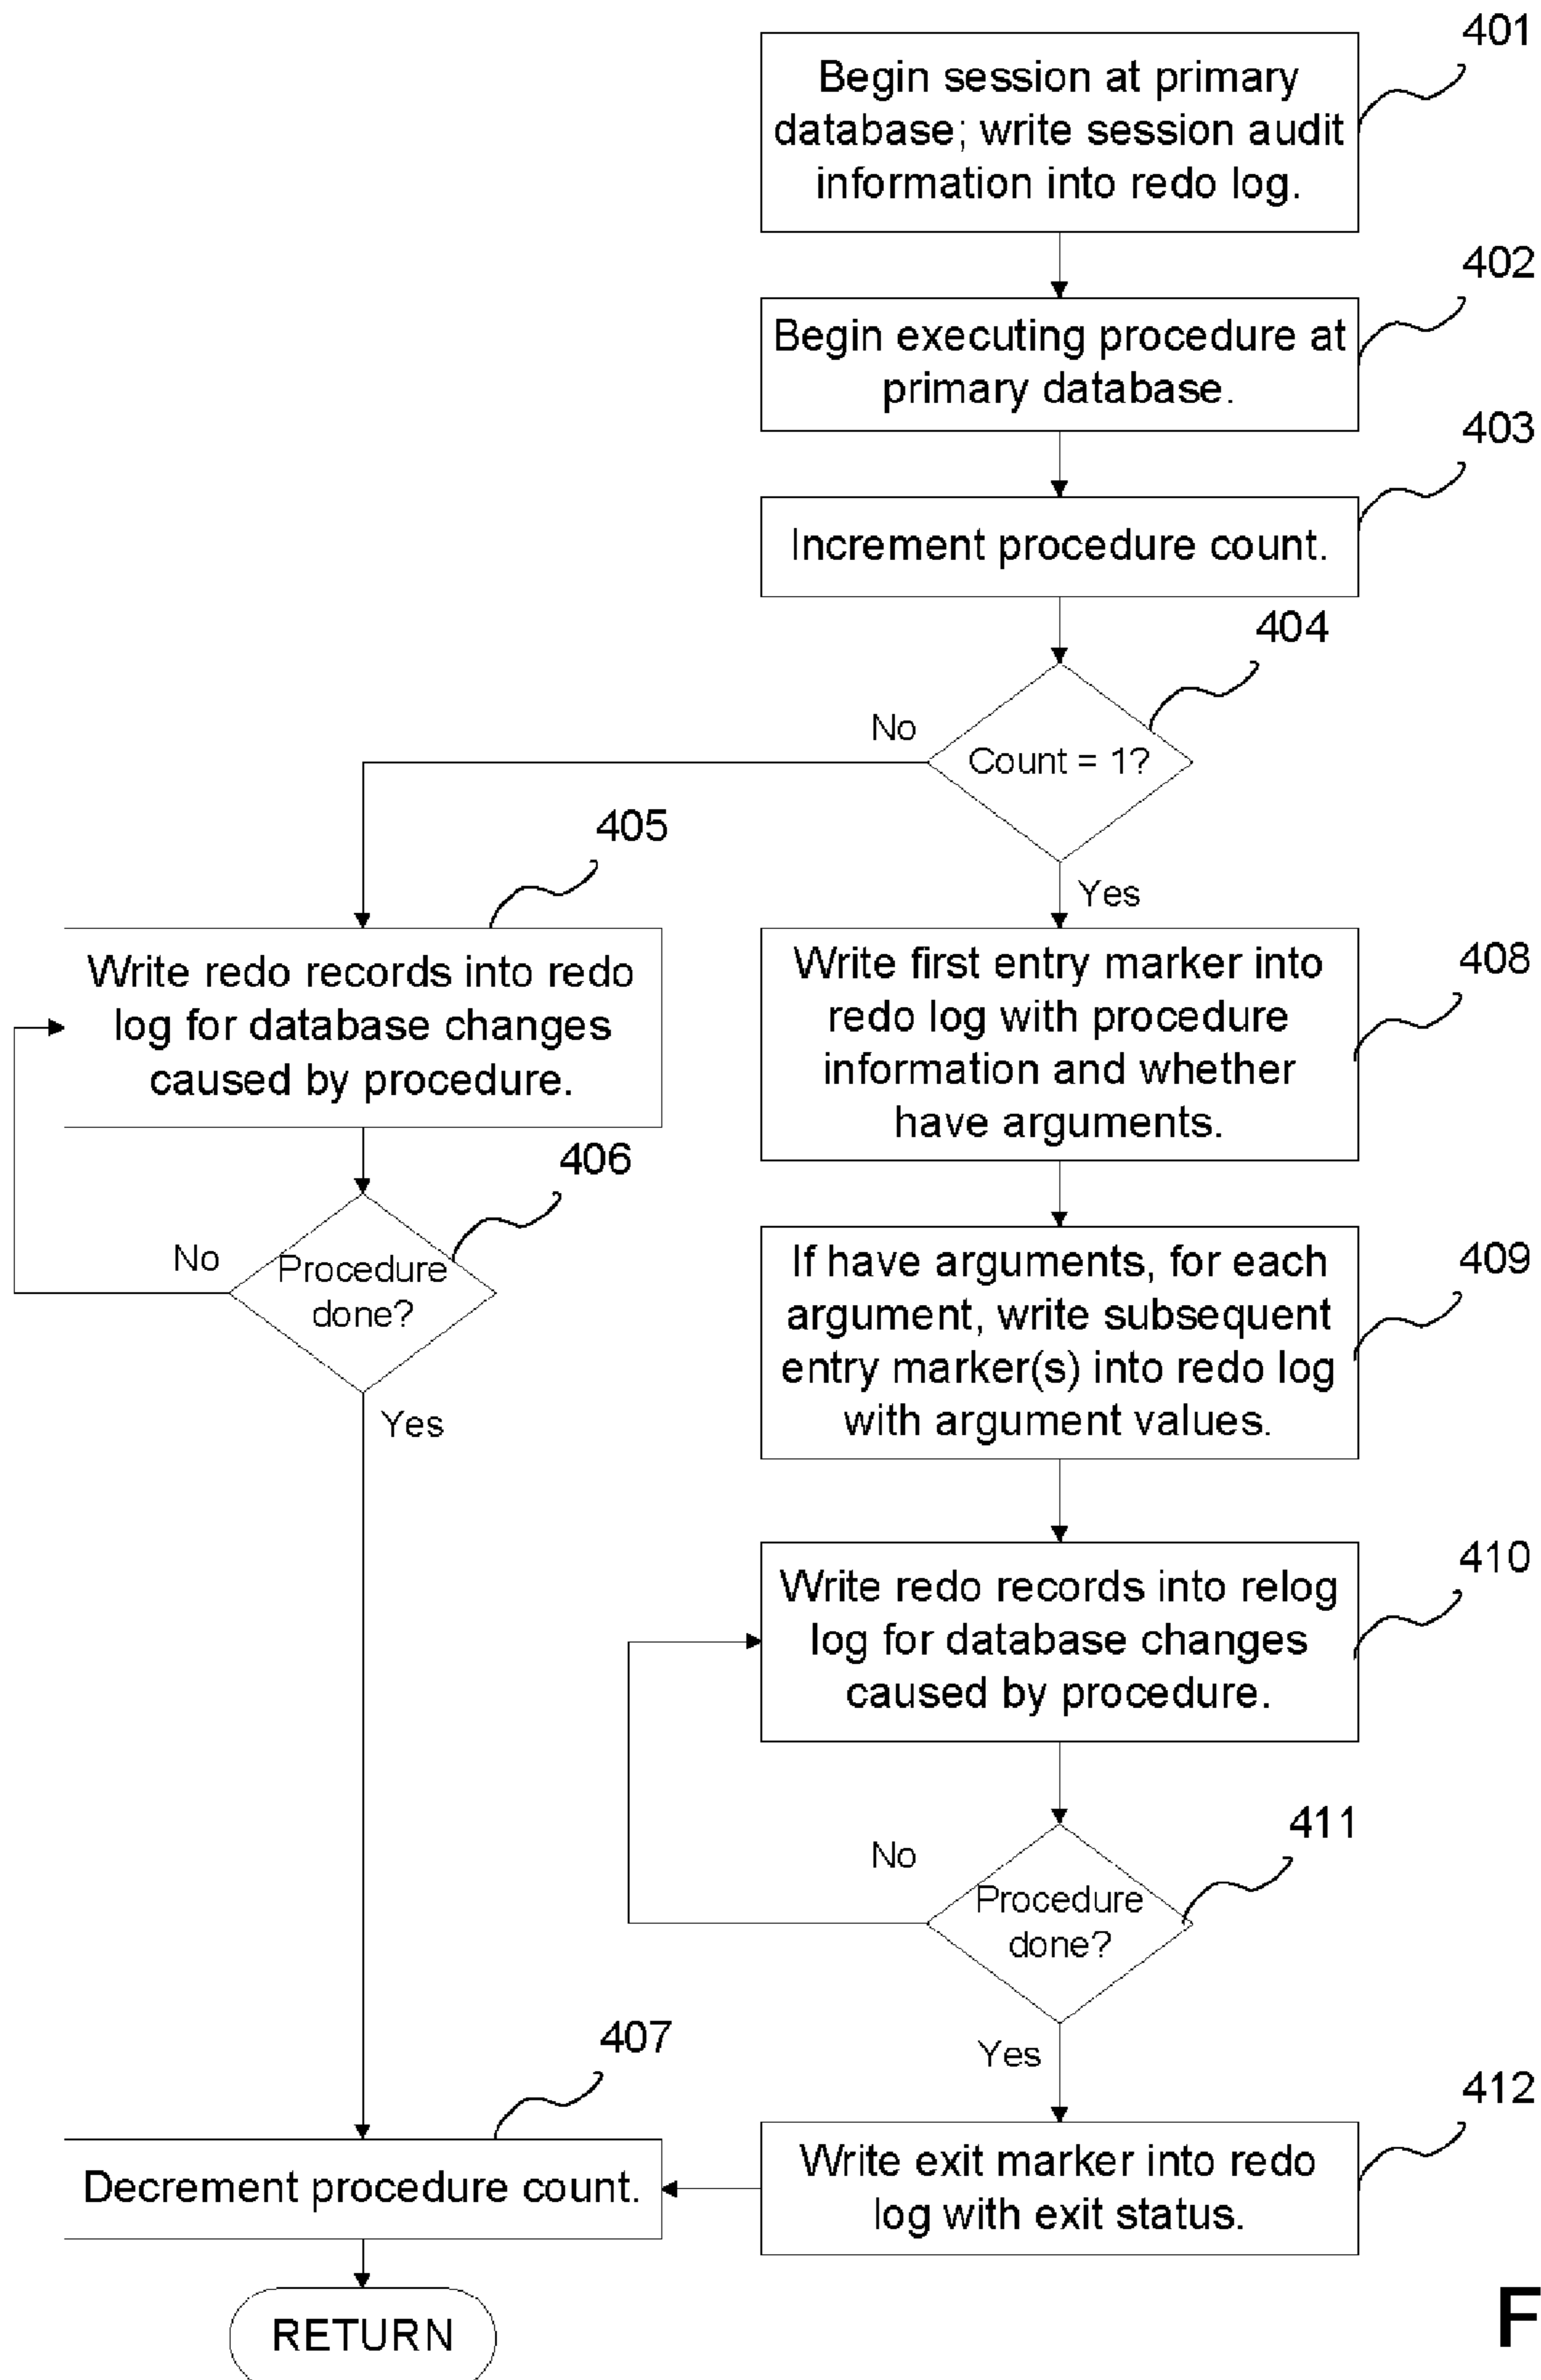 401
Begin session at primary
database; write session audit
information into redo log.
402
Begin executing procedure at
primary database.
403
Increment procedure count.
404
No
Count = 1?
405
Yes
Write redo records into redo
log for database changes
caused by procedure.
408
Write first entry marker into
redo log with procedure
information and whether
have arguments.
406
No
Procedure
done?
Yes
409
If have arguments, for each
argument, write subsequent
entry marker(s) into redo log
with argument values.
410
Write redo records into relog
log for database changes
caused by procedure.
411
No
Procedure
done?
Yes
407
Decrement procedure count.
412
Write exit marker into redo
log with exit status.
RETURN
F